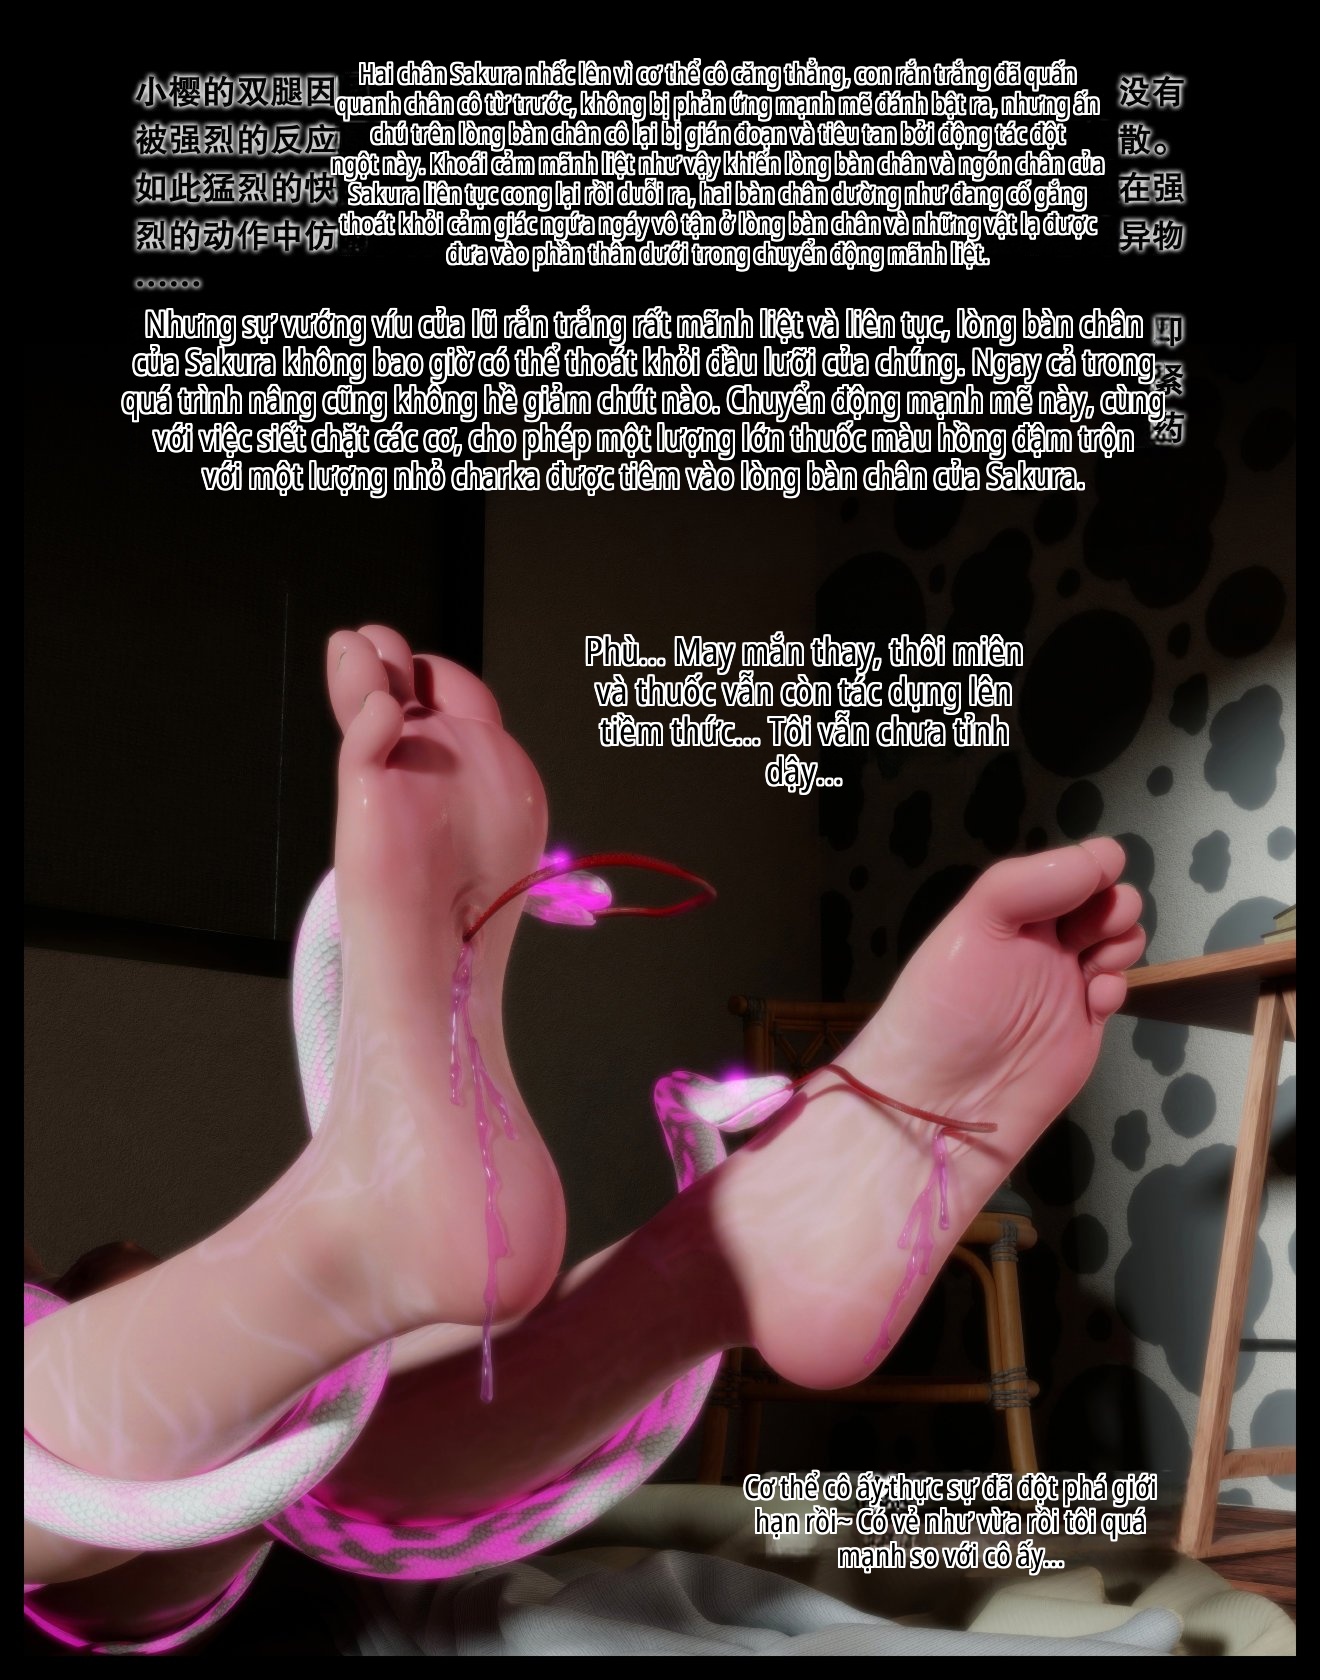 小樱的双腿因
Hai chân Sakura nhấc lên vì cơ thể cô căng thẳng, con rắn trắng đã quấn
没有
被强烈的反应
quanh chân cô từ trước, không bị phản ứng mạnh mẽ đánh bật ra, nhưng ấn
chú trên lòng bàn chân cô lại bị gián đoạn và tiêu tan bởi động tác đột
散。
如此猛烈的快
ngột này. Khoái cảm mãnh liệt như vậy khiến lòng bàn chân và ngón chân của
Sakura liên tục cong lại rồi duỗi ra, hai bàn chân dường như đang cố gắng
在强
烈的动作中仿
thoát khỏi cảm giác ngứa ngáy vô tận ở lòng bàn chân và những vật lạ được
异物
đưa vào phần thân dưới trong chuyển động mãnh liệt.
······
Nhưng sự vướng víu của lũ rắn trắng rất mãnh liệt và liên tục, lòng bàn chân
印
của Sakura không bao giờ có thể thoát khỏi đầu lưỡi của chúng. Ngay cả trong
紧
quá trình nâng cũng không hề giảm chút nào. Chuyển động mạnh mẽ này, cùng
药
với việc siết chặt các cơ, cho phép một lượng lớn thuốc màu hồng đậm trộn
với một lượng nhỏ charka được tiêm vào lòng bàn chân của Sakura.
Phù... May mắn thay, thôi miên
và thuốc vẫn còn tác dụng lên
tiềm thức... Tôi vẫn chưa tỉnh
dậy...
Cơ thể cô ấy thực sự đã đột phá giới
hạn rồi~ Có vẻ như vừa rồi tôi quá
mạnh so với cô ấy...